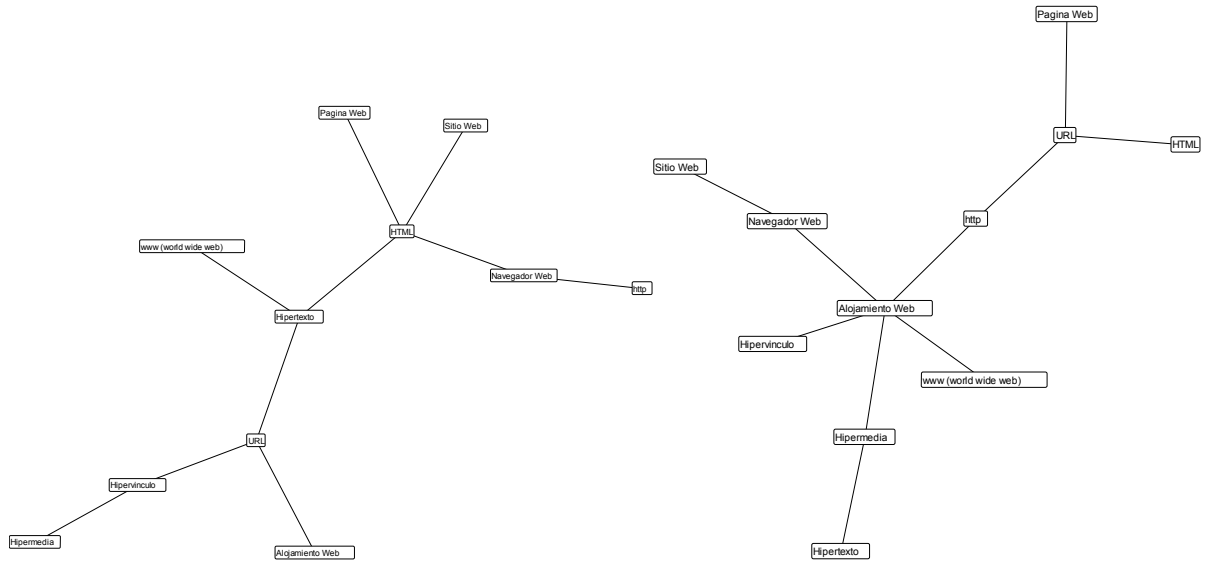 Pagina Web
Sitio Web
HTML
www (world wide web)
Navegador Web
http
Hipertexto
URL
Hipervinculo
Hipermedia
Alojamiento Web
Pagina Web
URL
HTML
Sitio Web
Navegador Web
http
Alojamiento Web
Hipervinculo
www (world wide web)
Hipermedia
Hipertexto